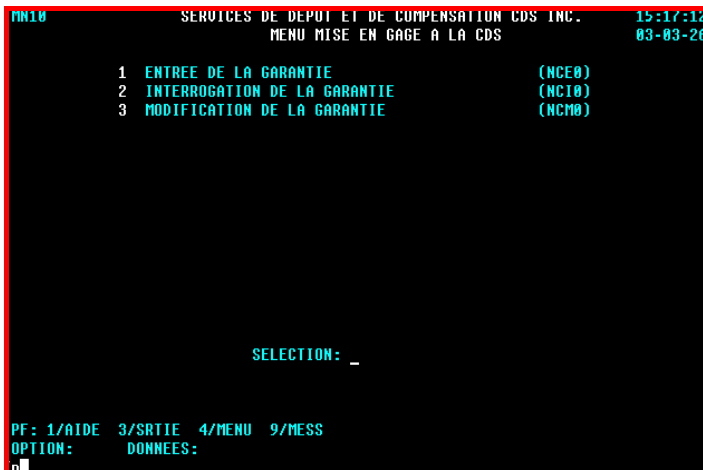 MN10 SERVICES DE DEPOT ET DE COMPENSATION CDS INC. 15:17:12
MENU MISE EN GAGE A LA CDS 03-03-26
1 ENTREE DE LA GARANTIE (NCE0)
2 INTERROGATION DE LA GARANTIE (NCI0)
3 MODIFICATION DE LA GARANTIE (NCM0)
SELECTION: _
PF: 1/AIDE 3/SRTIE 4/MENU 9/MESS
OPTION: DONNEES: